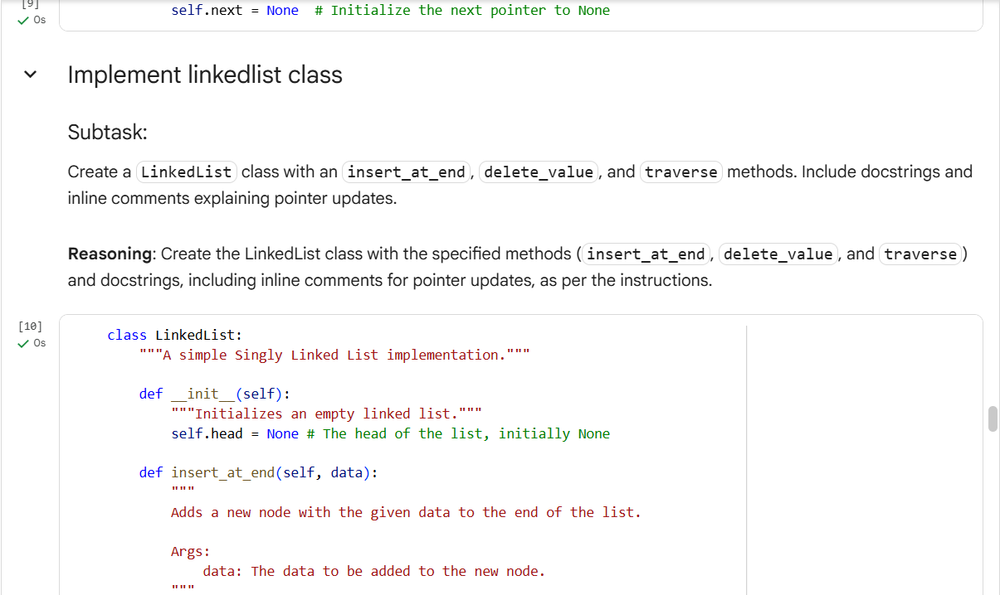 [9]
0s
self.next = None  # Initialize the next pointer to None
Implement linkedlist class
Subtask:
Create a LinkedList class with an insert_at_end, delete_value, and traverse methods. Include docstrings and
inline comments explaining pointer updates.
Reasoning: Create the LinkedList class with the specified methods (insert_at_end, delete_value, and traverse)
and docstrings, including inline comments for pointer updates, as per the instructions.
[10]
0s
class LinkedList:
    """A simple Singly Linked List implementation."""
    def __init__(self):
        """Initializes an empty linked list."""
        self.head = None # The head of the list, initially None
    def insert_at_end(self, data):
        """
        Adds a new node with the given data to the end of the list.
        Args:
            data: The data to be added to the new node.
        """